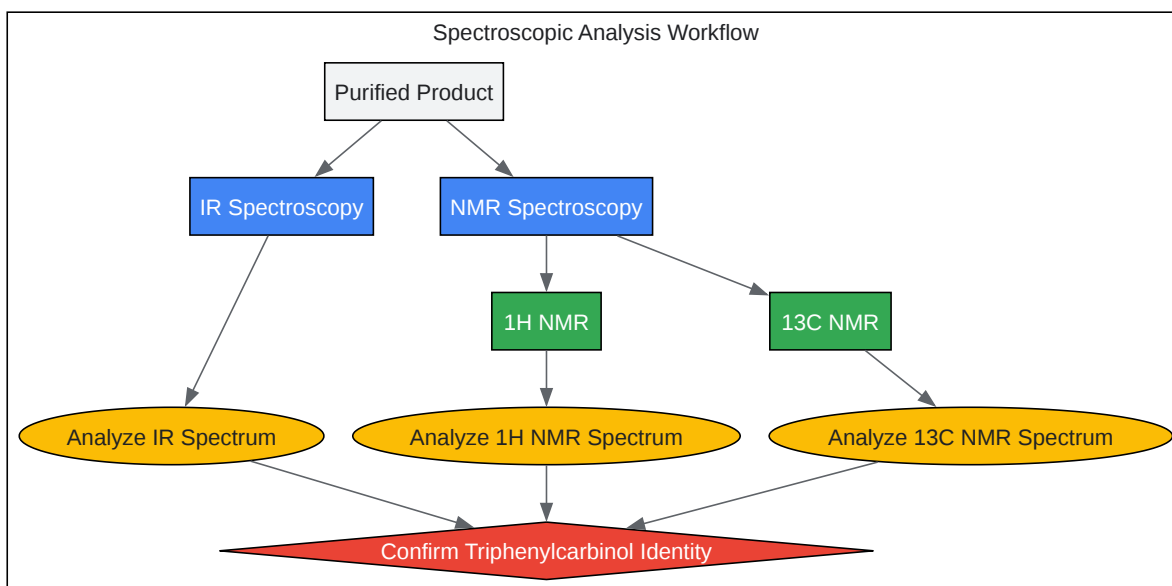 Spectroscopic Analysis Workflow
Purified Product
IR Spectroscopy
NMR Spectroscopy
1H NMR
13C NMR
Analyze IR Spectrum
Analyze 1H NMR Spectrum
Analyze 13C NMR Spectrum
Confirm Triphenylcarbinol Identity